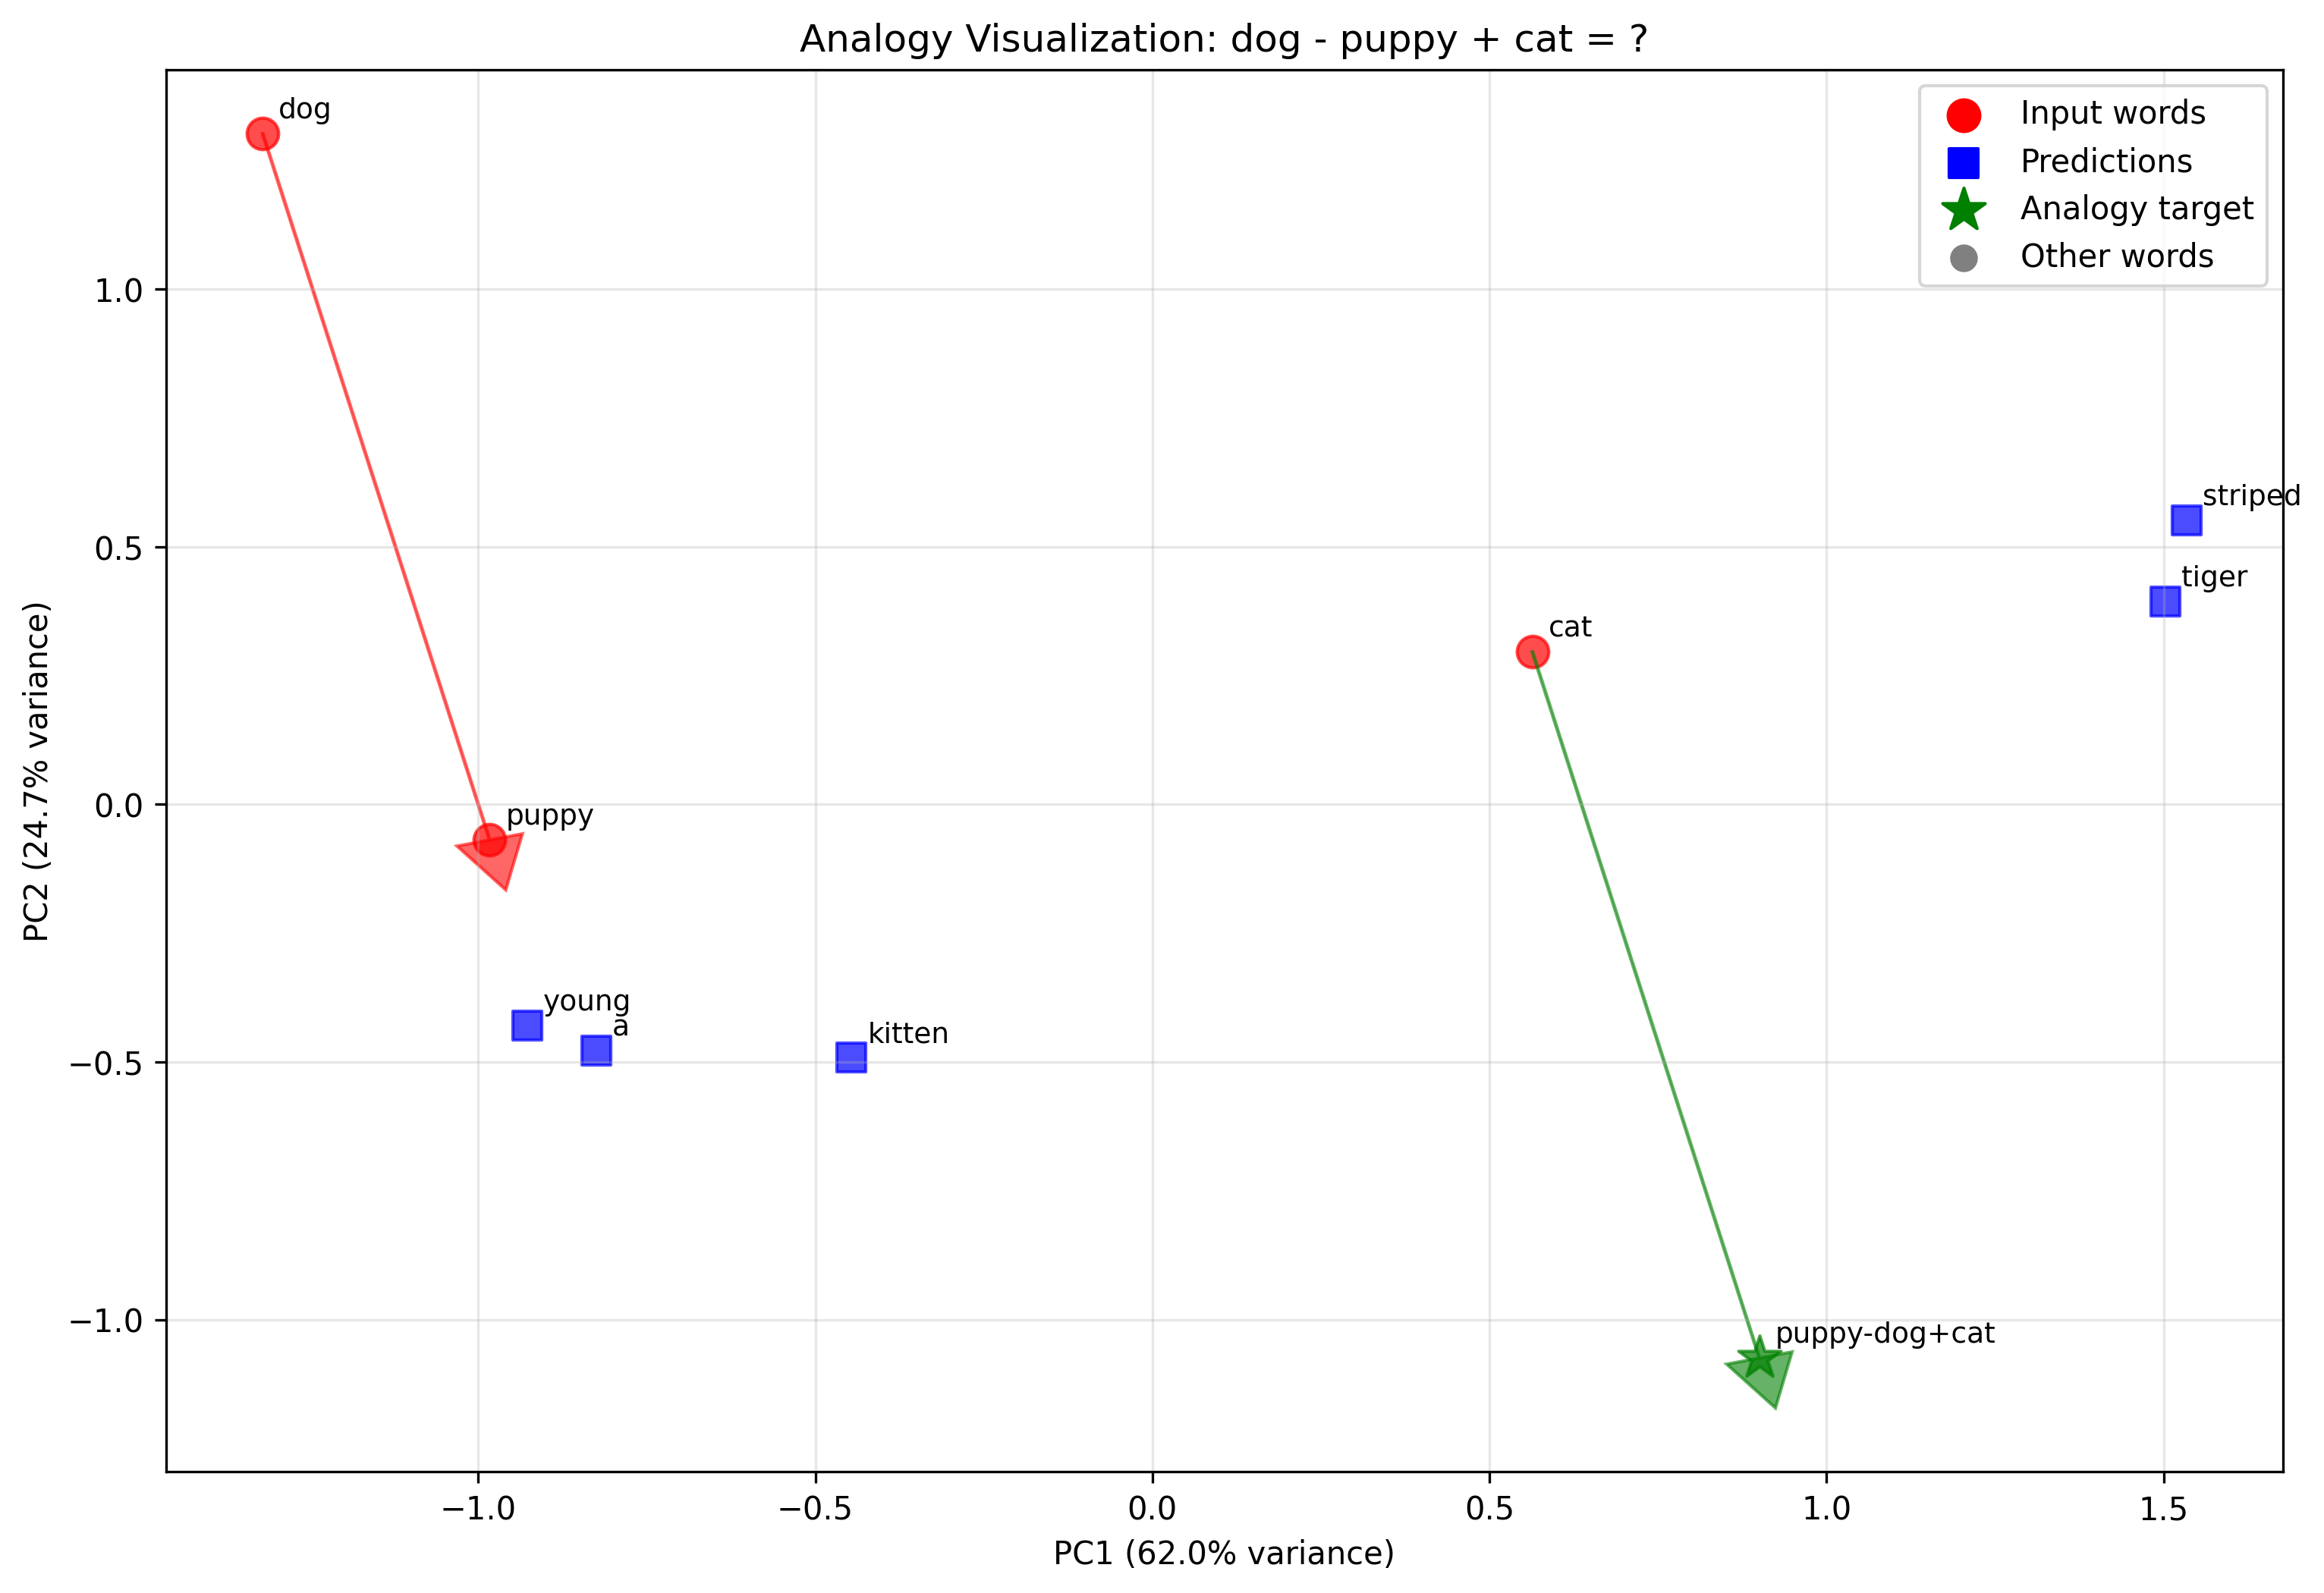 Analogy Visualization: dog - puppy + cat = ?
dog
Input words
Predictions
Analogy target
Other words
1.0
striped
0.5
tiger
cat
PC2 (24.7% variance)
0.0
puppy
young
a
kitten
−0.5
−1.0
puppy-dog+cat
−1.0
−0.5
0.0
0.5
1.0
1.5
PC1 (62.0% variance)